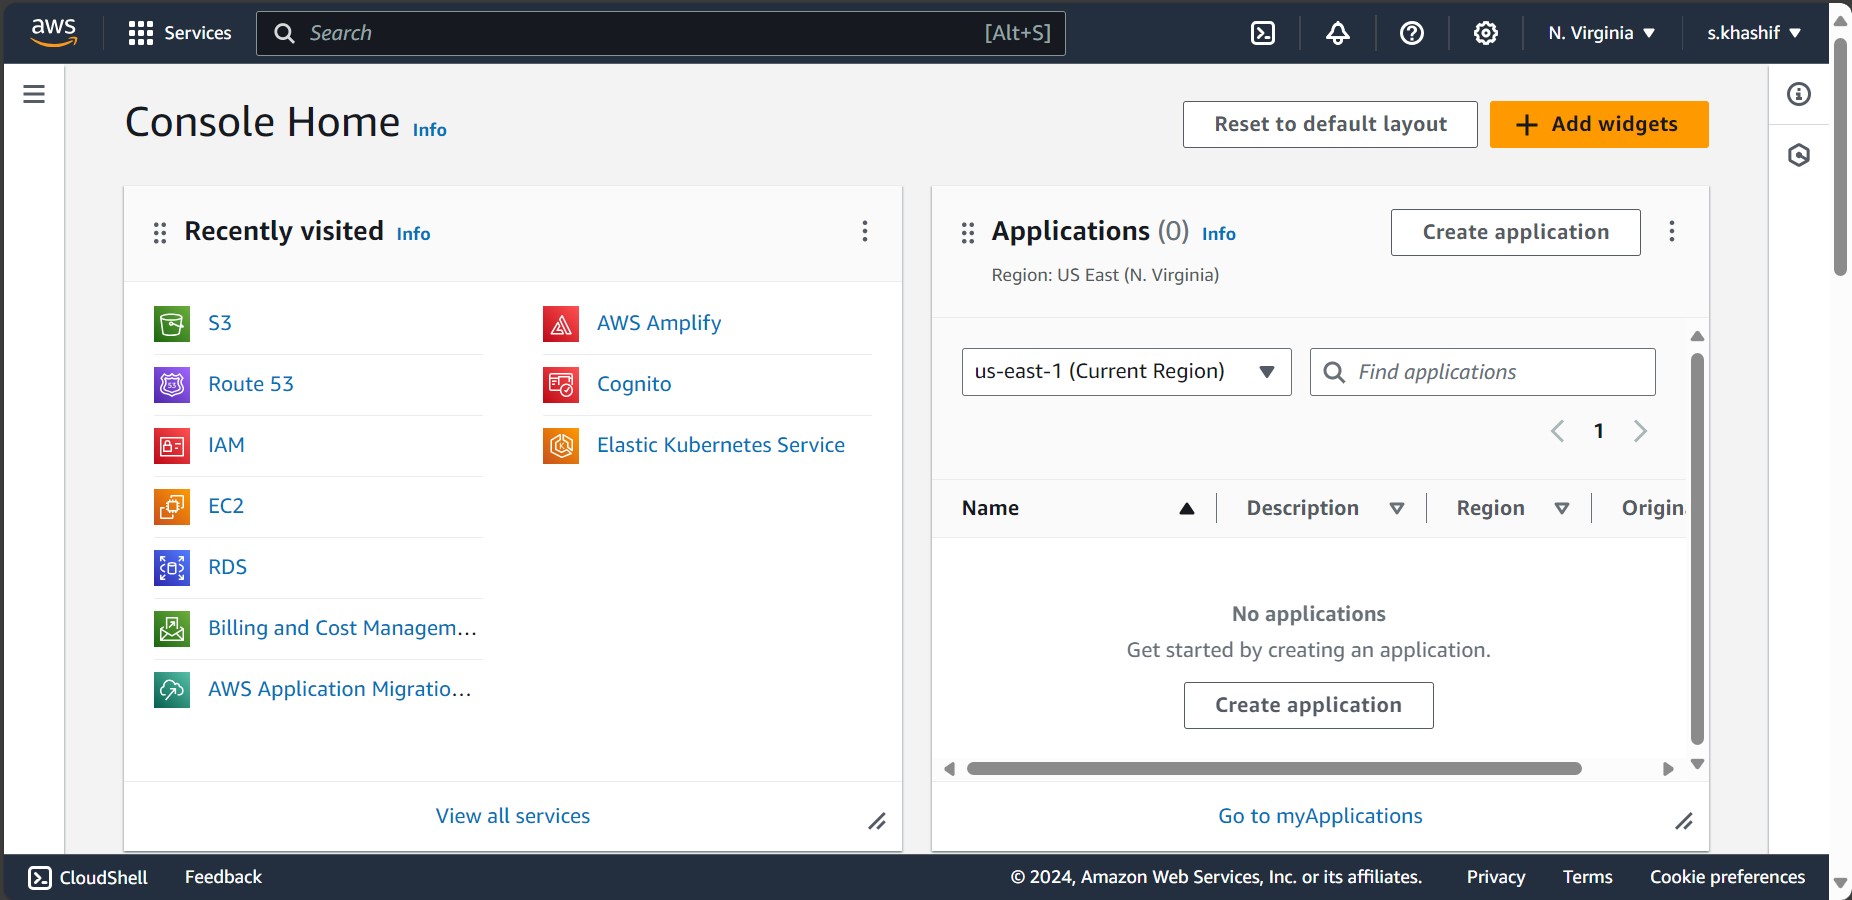 aws
Services
Search
[Alt+S]
N. Virginia
s.khashif
Console Home
Info
Reset to default layout
Add widgets
Recently visited
Info
S3
Route 53
IAM
EC2
RDS
Billing and Cost Managem...
AWS Application Migratio...
AWS Amplify
Cognito
Elastic Kubernetes Service
View all services
Applications (0)
Info
Region: US East (N. Virginia)
Create application
us-east-1 (Current Region)
Find applications
1
Name
Description
Region
Origin
No applications
Get started by creating an application.
Create application
Go to myApplications
CloudShell
Feedback
© 2024, Amazon Web Services, Inc. or its affiliates.
Privacy
Terms
Cookie preferences